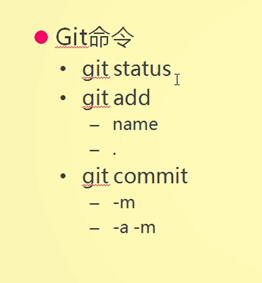 Git命令
git status
git add
name
.
git commit
-m
-a -m